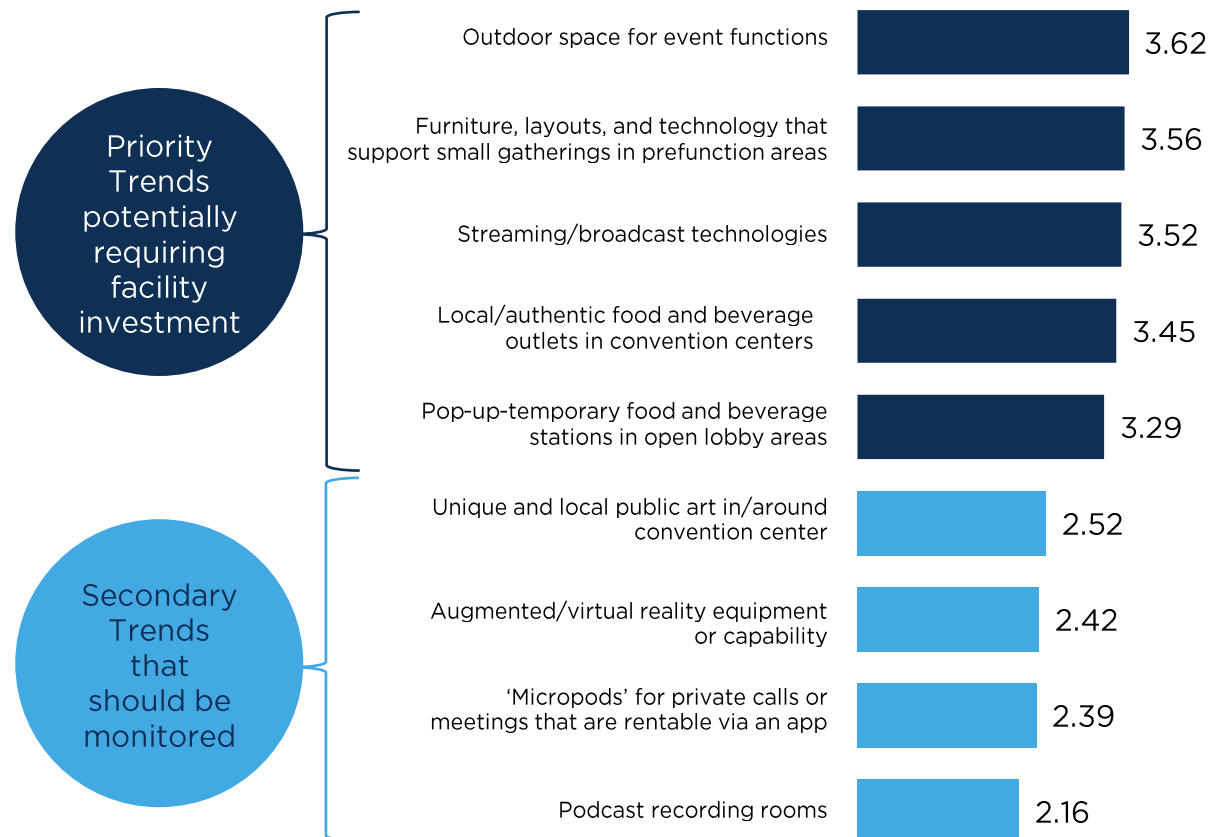 Priority
Trends
potentially
requiring
facility
investment
Outdoor space for event functions
3.62
Furniture, layouts, and technology that
support small gatherings in prefunction areas
3.56
Streaming/broadcast technologies
3.52
Local/authentic food and beverage
outlets in convention centers
3.45
Pop-up-temporary food and beverage
stations in open lobby areas
3.29
Secondary
Trends
that
should be
monitored
Unique and local public art in/around
convention center
2.52
Augmented/virtual reality equipment
or capability
2.42
‘Micropods’ for private calls or
meetings that are rentable via an app
2.39
Podcast recording rooms
2.16